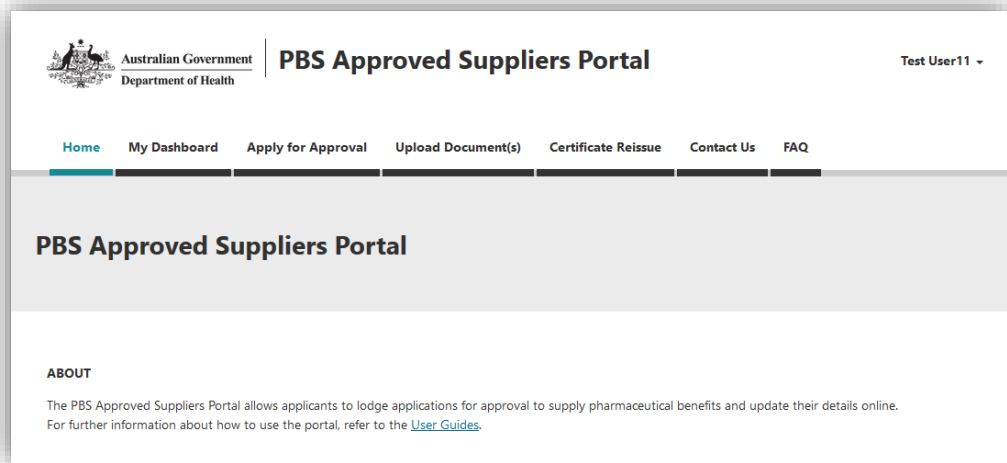 Australian Government
Department of Health
PBS Approved Suppliers Portal
Test User11
Home My Dashboard Apply for Approval Upload Document(s) Certificate Reissue Contact Us FAQ
PBS Approved Suppliers Portal
ABOUT
The PBS Approved Suppliers Portal allows applicants to lodge applications for approval to supply pharmaceutical benefits and update their details online.
For further information about how to use the portal, refer to the User Guides.